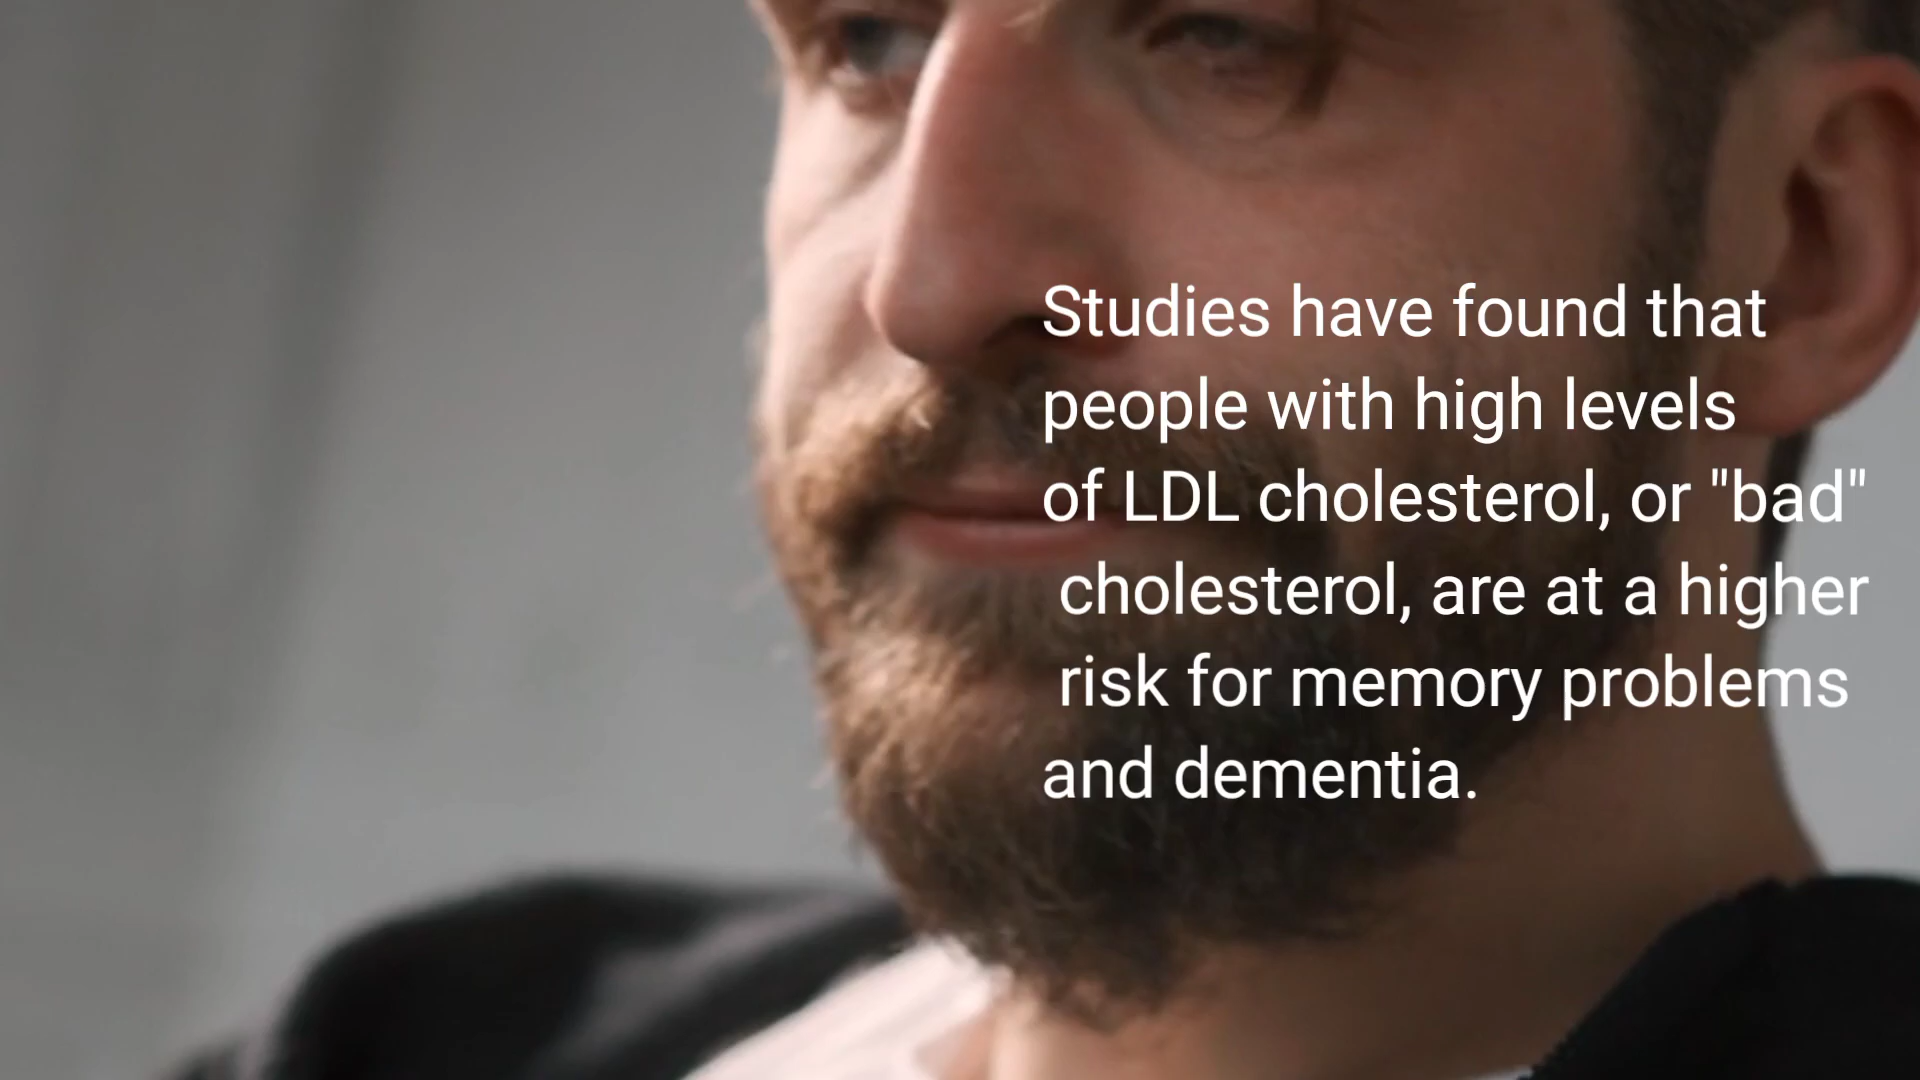 Studies have found that
people with high levels
of LDL cholesterol, or "bad"
cholesterol, are at a higher
risk for memory problems
and dementia.